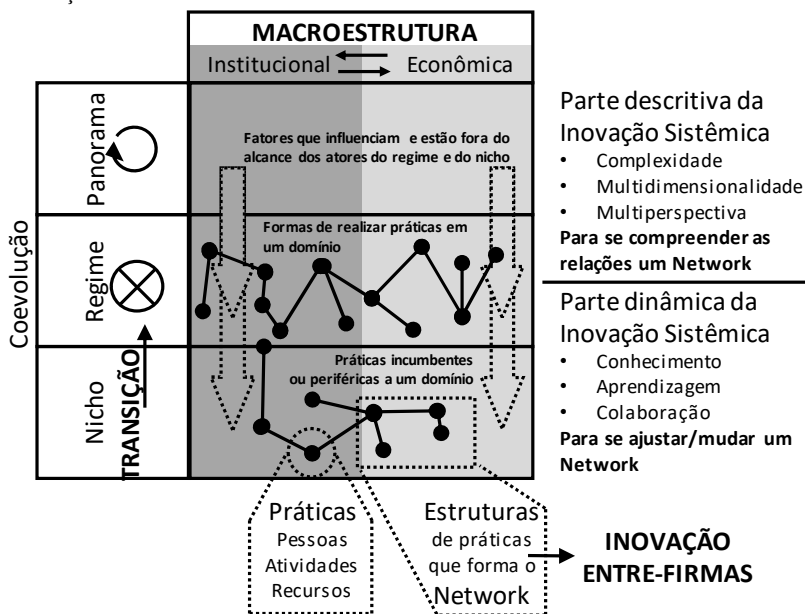 MACROESTRUTURA
Institucional
Econômica
Coevolução
Panorama
Fatores que influenciam e estão fora do
alcance dos atores do regime e do nicho
Regime
Formas de realizar práticas em
um domínio
Nicho
TRANSIÇÃO
Práticas incumbentes
ou periféricas a um domínio
Parte descritiva da
Inovação Sistêmica
• Complexidade
• Multidimensionalidade
• Multiperspectiva
Para se compreender as
relações um Network
Parte dinâmica da
Inovação Sistêmica
• Conhecimento
• Aprendizagem
• Colaboração
Para se ajustar/mudar um
Network
Práticas
Pessoas
Atividades
Recursos
Estruturas
de práticas
que forma o
Network
INOVAÇÃO
ENTRE-FIRMAS